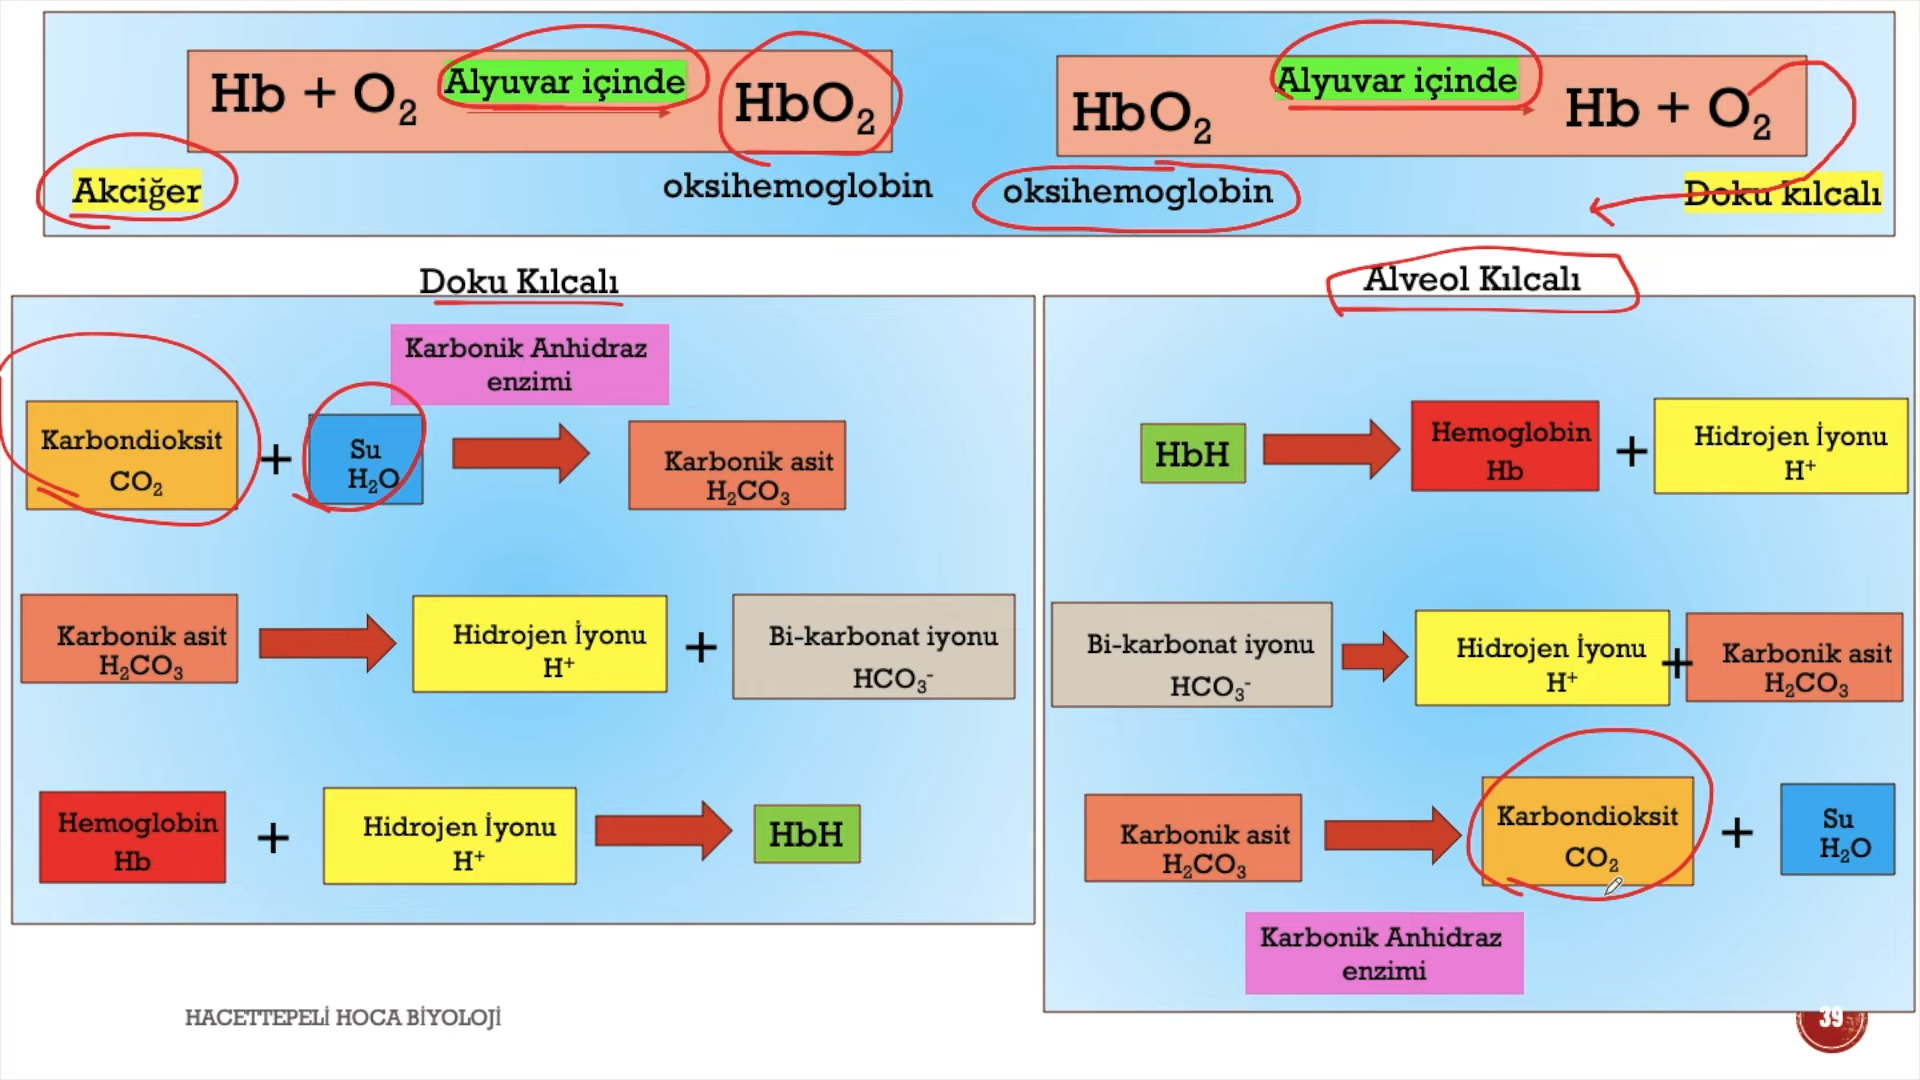 Hb + O₂ Alyuvar içinde HbO₂
HbO₂ Alyuvar içinde Hb + O₂
Akciğer
oksihemoglobin
oksihemoglobin
Doku kılcalı
Doku Kılcalı
Karbonik Anhidraz
enzimi
Karbondioksit
CO₂
+
Su
H₂O
Karbonik asit
H₂CO₃
Karbonik asit
H₂CO₃
Hidrojen İyonu
H⁺
+
Bi-karbonat iyonu
HCO₃⁻
Hemoglobin
Hb
+
Hidrojen İyonu
H⁺
HbH
Alveol Kılcalı
HbH
Hemoglobin
Hb
+
Hidrojen İyonu
H⁺
Bi-karbonat iyonu
HCO₃⁻
Hidrojen İyonu
H⁺
+
Karbonik asit
H₂CO₃
Karbonik asit
H₂CO₃
Karbondioksit
CO₂
+
Su
H₂O
Karbonik Anhidraz
enzimi
HACETTEPELİ HOCA BİYOLOJİ
39